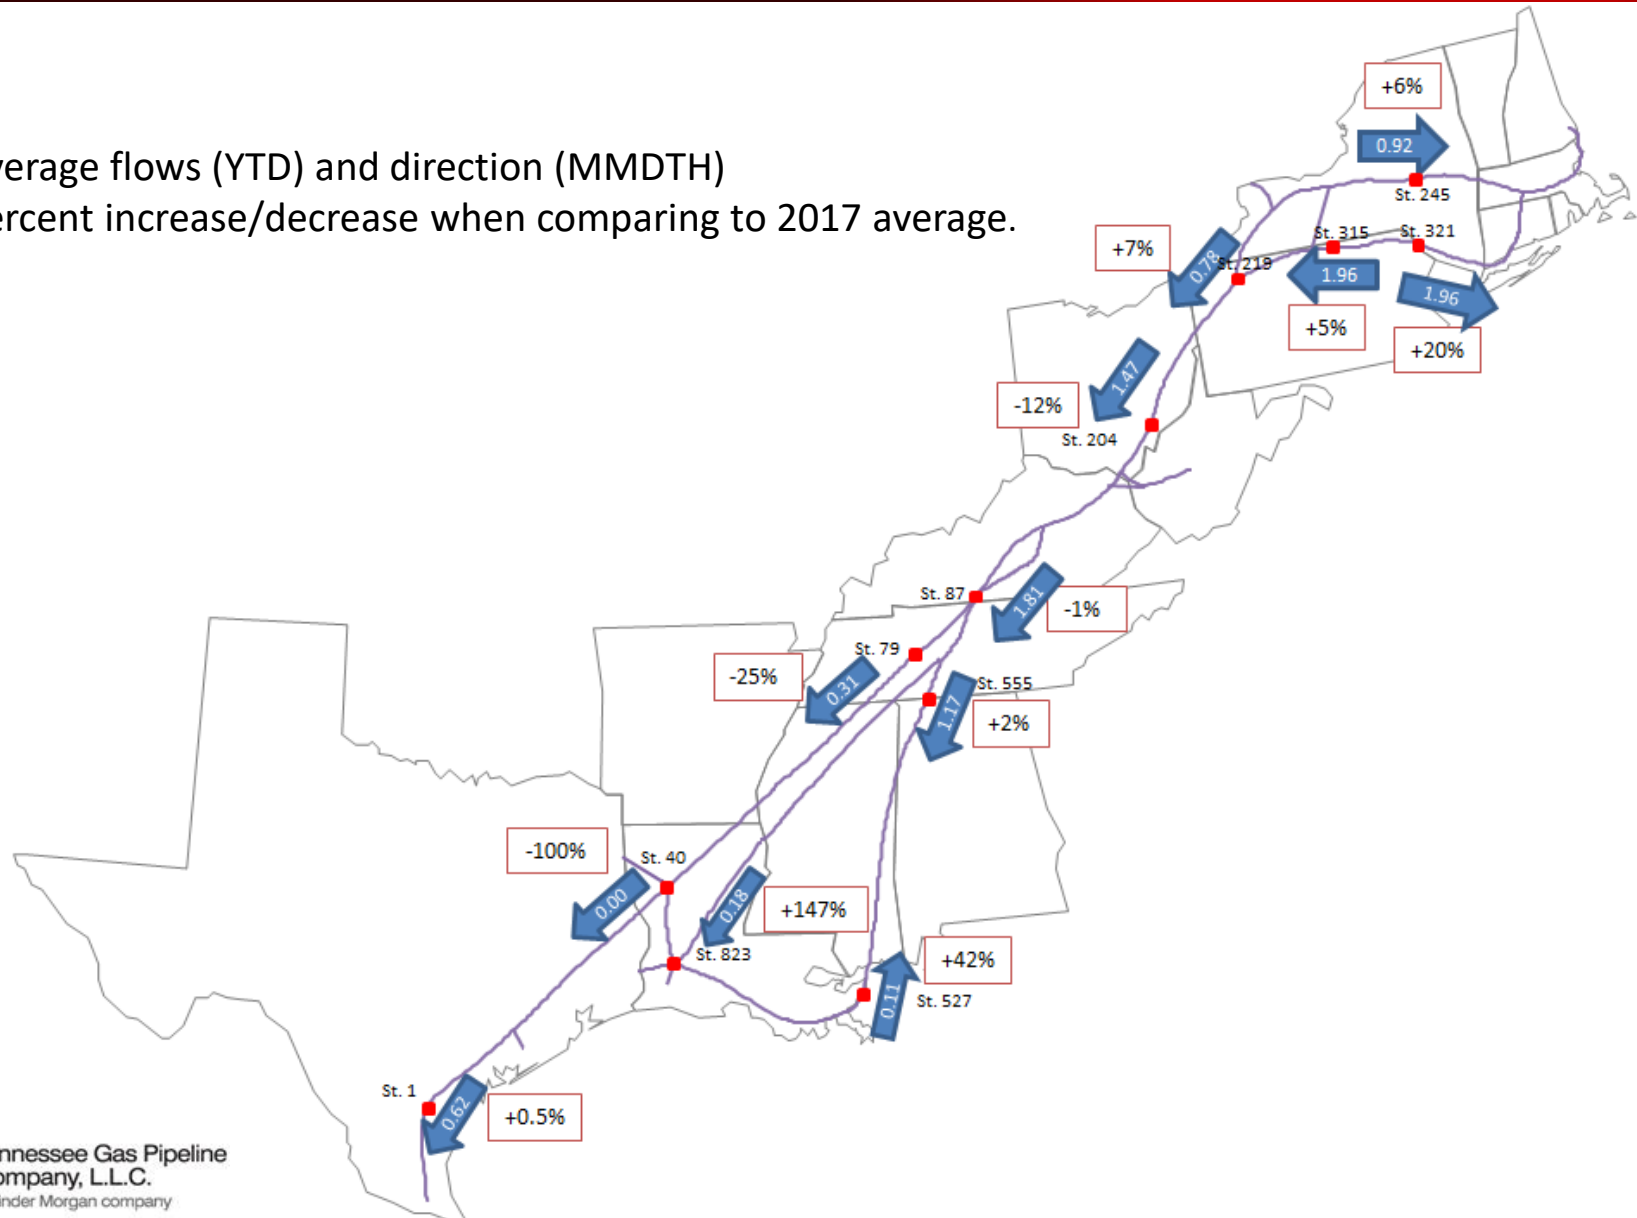 +6%
0.92
St. 245
verage flows (YTD) and direction (MMDTH)
ercent increase/decrease when comparing to 2017 average.
St. 315
St. 321
+7%
0.78
St. 219
1.96
1.96
+5%
+20%
1.47
-12%
St. 204
St. 87
1.81
-1%
St. 79
-25%
0.31
St. 555
1.17
+2%
-100%
St. 40
0.00
0.18
+147%
St. 823
+42%
0.11
St. 527
St. 1
0.62
+0.5%
nnessee Gas Pipeline
ompany, L.L.C.
inder Morgan company